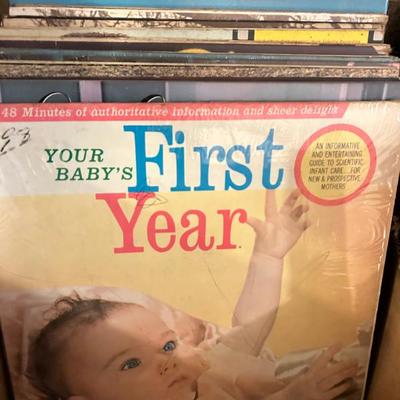 48 Minutes of authoritative information and sheer delight
YOUR
BABY'S
First
Year
AN INFORMATIVE
AND ENTERTAINING
GUIDE TO SCIENTIFIC
INFANT CARE... FOR
NEW & PROSPECTIVE
MOTHERS